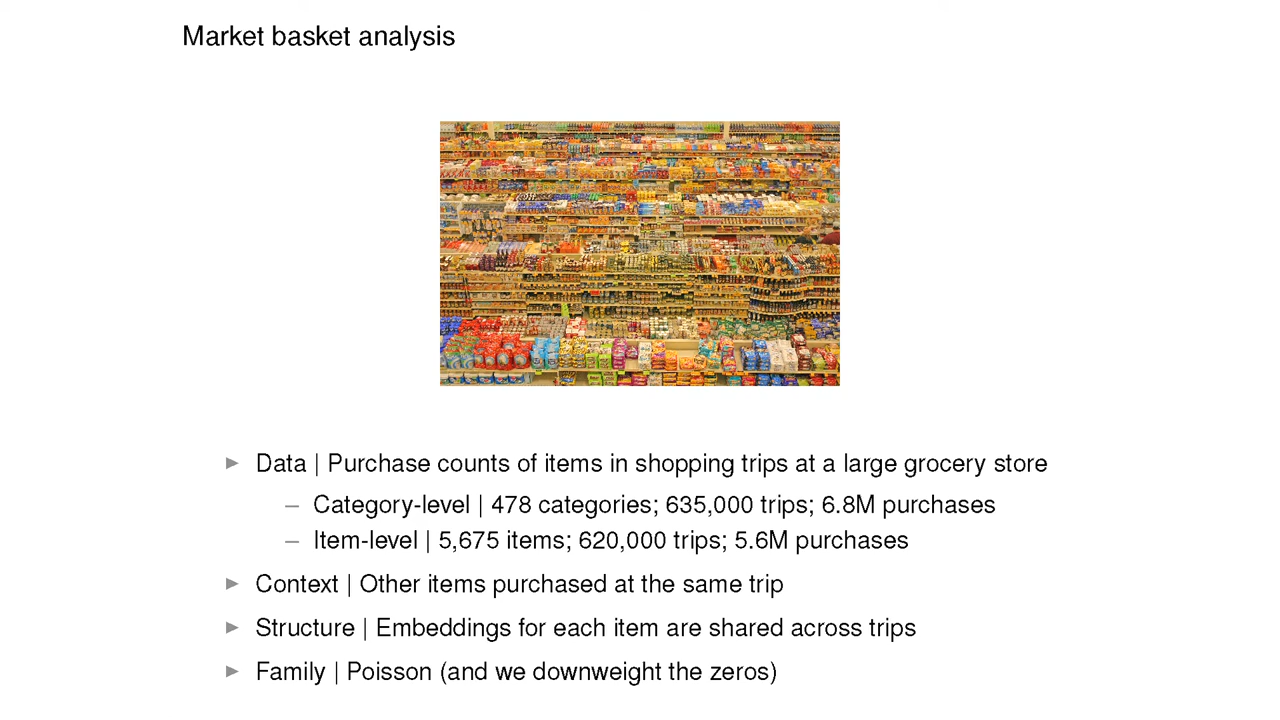 Market basket analysis
► Data | Purchase counts of items in shopping trips at a large grocery store
– Category-level | 478 categories; 635,000 trips; 6.8M purchases
– Item-level | 5,675 items; 620,000 trips; 5.6M purchases
► Context | Other items purchased at the same trip
► Structure | Embeddings for each item are shared across trips
► Family | Poisson (and we downweight the zeros)